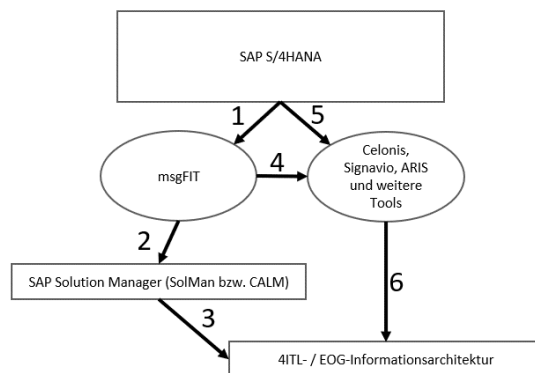 SAP S/4HANA
1
5
msgFIT
4
Celonis,
Signavio, ARIS
und weitere
Tools
2
SAP Solution Manager (SolMan bzw. CALM)
6
3
4ITL- / EOG-Informationsarchitektur